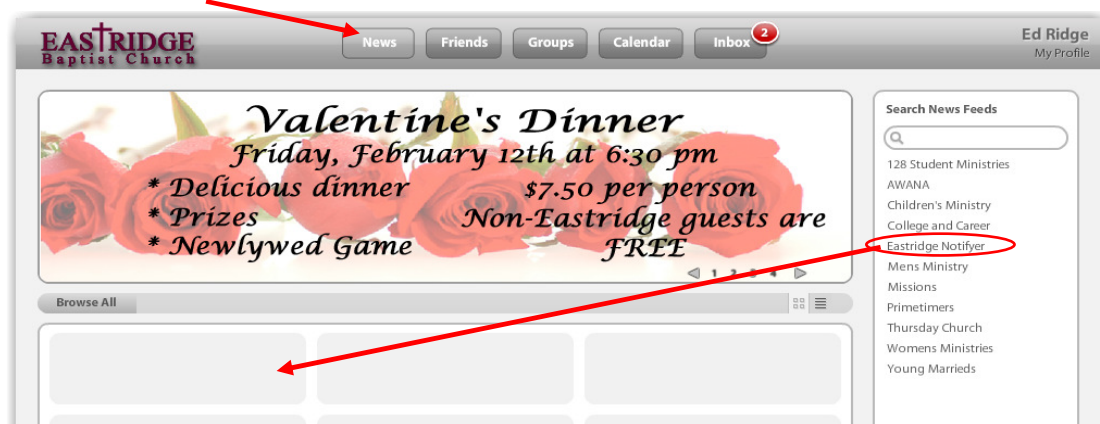 EASTRIDGE
Baptist Church
News Friends Groups Calendar Inbox 2
Ed Ridge
My Profile
Valentine's Dinner
Friday, February 12th at 6:30 pm
* Delicious dinner $7.50 per person
* Prizes Non-Eastridge guests are
* Newlywed Game FREE
1 2 3 4
Browse All
Search News Feeds
128 Student Ministries
AWANA
Children's Ministry
College and Career
Eastridge Notifyer
Mens Ministry
Missions
Primetimers
Thursday Church
Womens Ministries
Young Marrieds